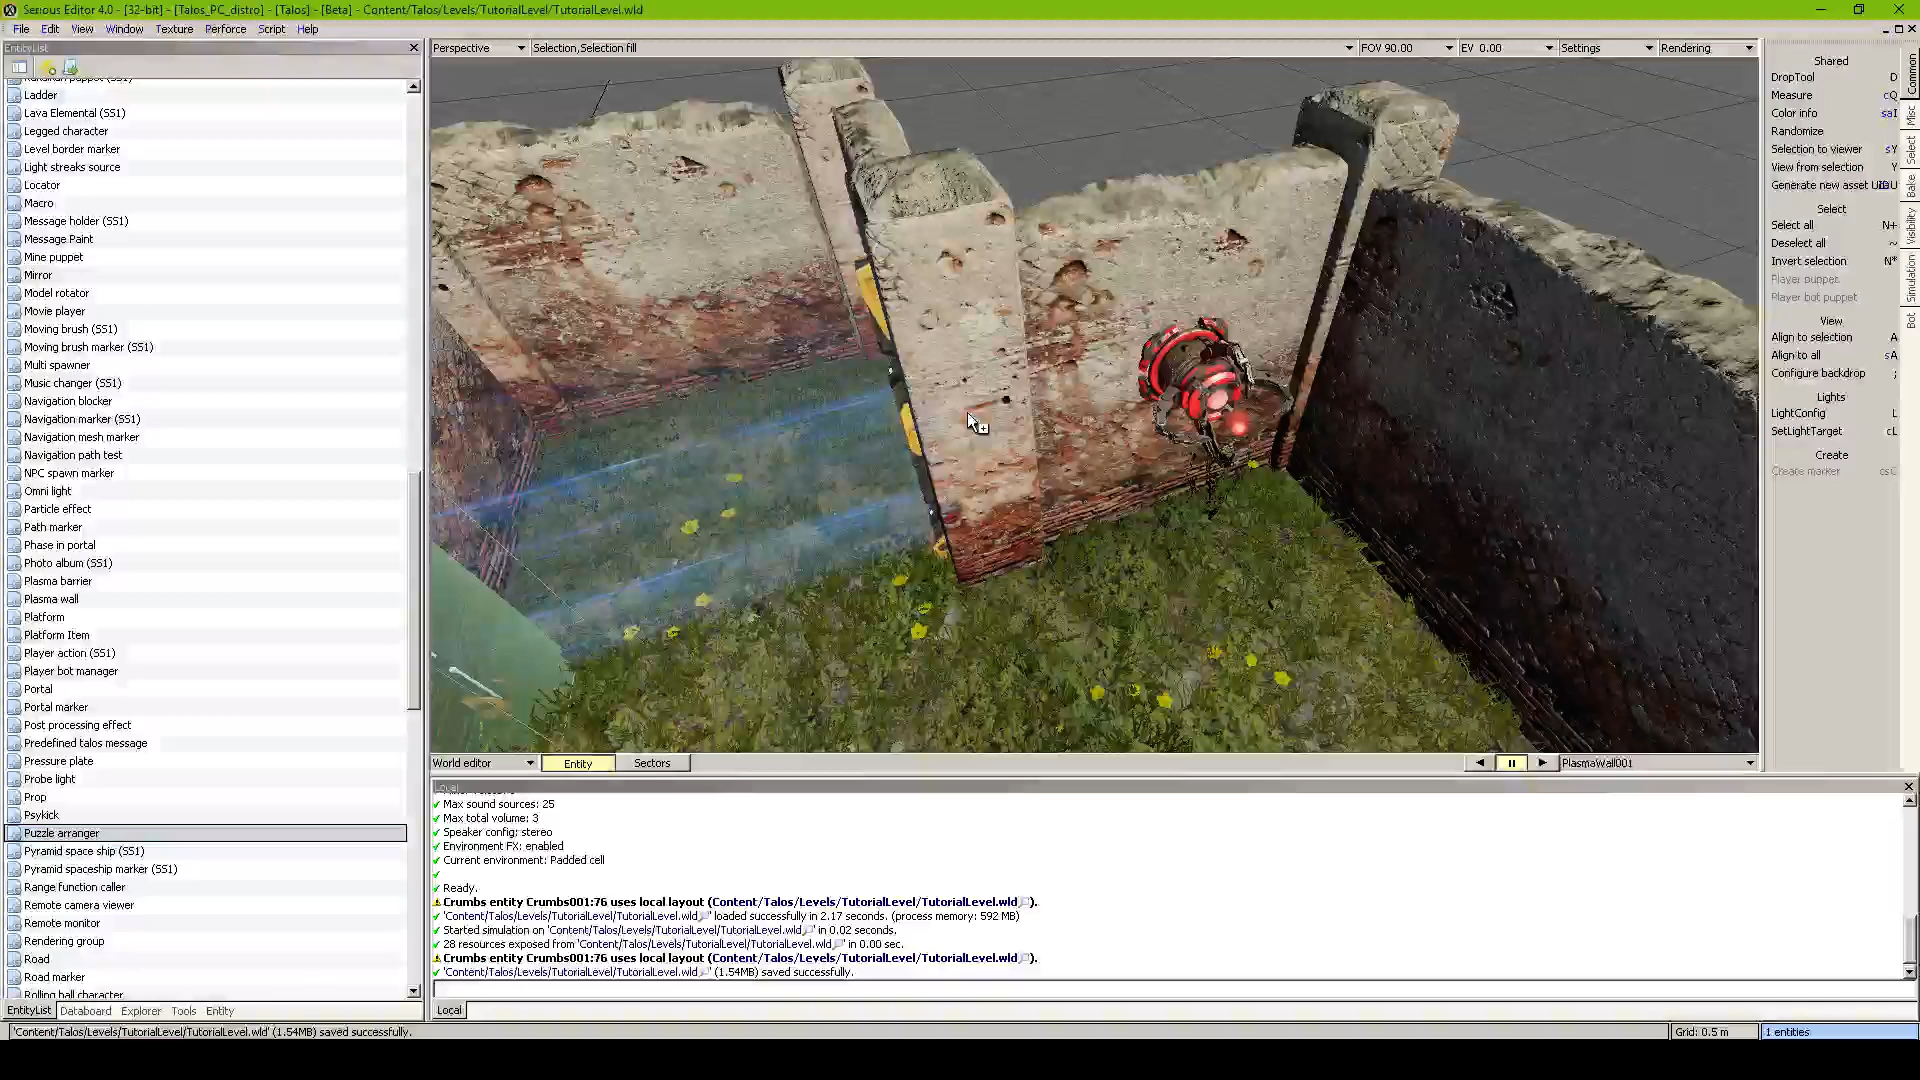 Serious Editor 4.0 - [32-bit] - [Talos_PC_distro] - [Talos] - [Beta] - Content/Talos/Levels/TutorialLevel/TutorialLevel.wld
File Edit View Window Texture Perforce Script Help
EntityList
Ladder
Lava Elemental (SS1)
Legged character
Level border marker
Light streaks source
Locator
Macro
Message holder (SS1)
Message Paint
Mine puppet
Mirror
Model rotator
Movie player
Moving brush (SS1)
Moving brush marker (SS1)
Multi spawner
Music changer (SS1)
Navigation blocker
Navigation marker (SS1)
Navigation mesh marker
Navigation path test
NPC spawn marker
Omni light
Particle effect
Path marker
Phase in portal
Photo album (SS1)
Plasma barrier
Plasma wall
Platform
Platform Item
Player action (SS1)
Player bot manager
Portal
Portal marker
Post processing effect
Predefined talos message
Pressure plate
Probe light
Prop
Psykick
Puzzle arranger
Pyramid space ship (SS1)
Pyramid spaceship marker (SS1)
Range function caller
Remote camera viewer
Remote monitor
Rendering group
Road
Road marker
Rolling ball character
EntityList Databoard Explorer Tools Entity
Perspective Selection,Selection fill FOV 90.00 EV 0.00 Settings Rendering
World editor Entity Sectors PlasmaWall001
Local
Max sound sources: 25
Max total volume: 3
Speaker config: stereo
Environment FX: enabled
Current environment: Padded cell
Ready.
Crumbs entity Crumbs001:76 uses local layout (Content/Talos/Levels/TutorialLevel/TutorialLevel.wld).
'Content/Talos/Levels/TutorialLevel/TutorialLevel.wld' loaded successfully in 2.17 seconds. (process memory: 592 MB)
Started simulation on 'Content/Talos/Levels/TutorialLevel/TutorialLevel.wld' in 0.02 seconds.
28 resources exposed from 'Content/Talos/Levels/TutorialLevel/TutorialLevel.wld' in 0.00 sec.
Crumbs entity Crumbs001:76 uses local layout (Content/Talos/Levels/TutorialLevel/TutorialLevel.wld).
'Content/Talos/Levels/TutorialLevel/TutorialLevel.wld' (1.54MB) saved successfully.
Local
Shared
DropTool D
Measure cQ
Color info saI
Randomize
Selection to viewer sY
View from selection Y
Generate new asset
Select
Select all N+
Deselect all ~
Invert selection N*
Player puppet
Player bot puppet
View
Align to selection A
Align to all sA
Configure backdrop ;
Lights
LightConfig L
SetLightTarget cL
Create
Create marker csC
Common
Misc
Select
Bake
Visibility
Simulation
Bot
'Content/Talos/Levels/TutorialLevel/TutorialLevel.wld' (1.54MB) saved successfully.
Grid: 0.5 m
1 entities